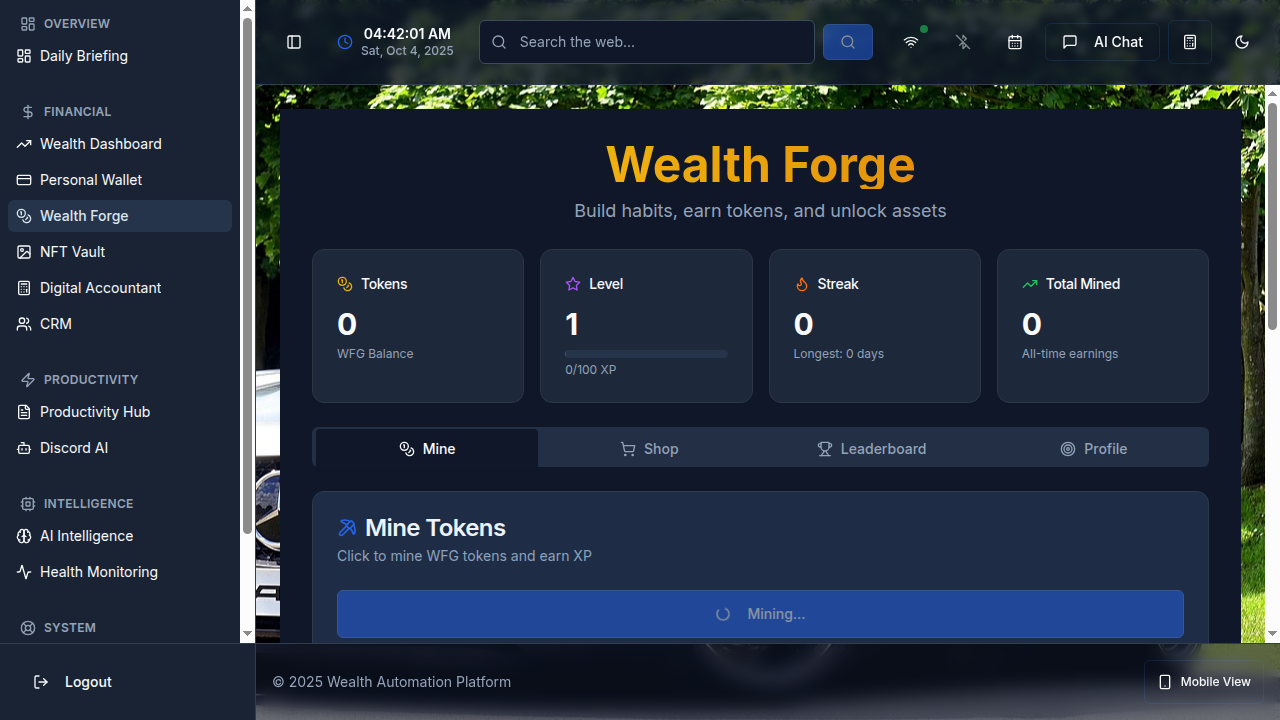 OVERVIEW
Daily Briefing
FINANCIAL
Wealth Dashboard
Personal Wallet
Wealth Forge
NFT Vault
Digital Accountant
CRM
PRODUCTIVITY
Productivity Hub
Discord AI
INTELLIGENCE
AI Intelligence
Health Monitoring
SYSTEM
Logout
04:42:01 AM
Sat, Oct 4, 2025
Search the web...
AI Chat
Wealth Forge
Build habits, earn tokens, and unlock assets
Tokens
0
WFG Balance
Level
1
0/100 XP
Streak
0
Longest: 0 days
Total Mined
0
All-time earnings
Mine
Shop
Leaderboard
Profile
Mine Tokens
Click to mine WFG tokens and earn XP
Mining...
© 2025 Wealth Automation Platform
Mobile View